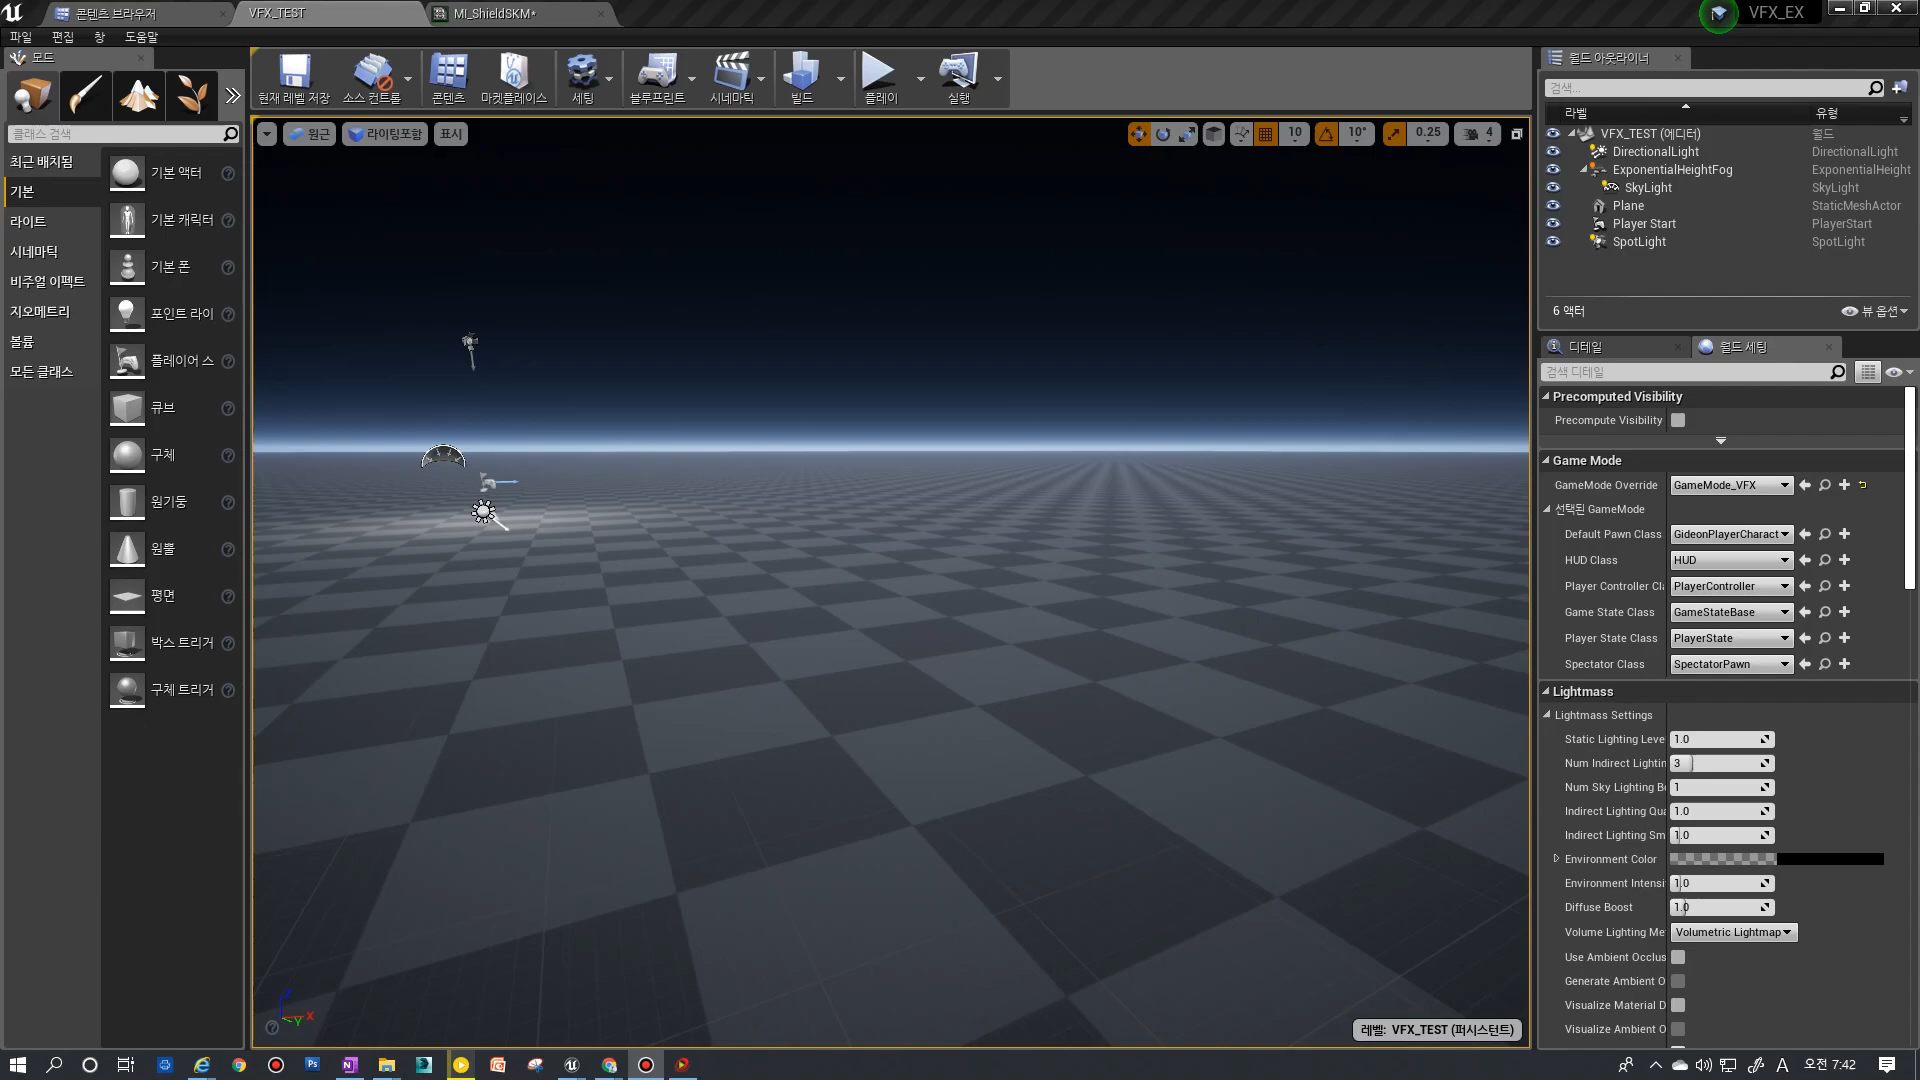 콘텐츠 브라우저
VFX_TEST
MI_ShieldSKM*
VFX_EX
파일 편집 창 도움말
모드
클래스 검색
최근 배치됨
기본
라이트
시네마틱
비주얼 이펙트
지오메트리
볼륨
모든 클래스
기본 액터
기본 캐릭터
기본 폰
포인트 라이
플레이어 스
큐브
구체
원기둥
원뿔
평면
박스 트리거
구체 트리거
현재 레벨 저장
소스 컨트롤
콘텐츠
마켓플레이스
세팅
블루프린트
시네마틱
빌드
플레이
실행
원근
라이팅포함
표시
10
10°
0.25
4
X
Y
Z
레벨: VFX_TEST (퍼시스턴트)
월드 아웃라이너
검색...
라벨 유형
VFX_TEST (에디터) 월드
DirectionalLight DirectionalLight
ExponentialHeightFog ExponentialHeight
SkyLight SkyLight
Plane StaticMeshActor
Player Start PlayerStart
SpotLight SpotLight
6 액터
뷰 옵션
디테일
월드 세팅
검색 디테일
Precomputed Visibility
Precompute Visibility
Game Mode
GameMode Override GameMode_VFX
선택된 GameMode
Default Pawn Class GideonPlayerCharact
HUD Class HUD
Player Controller Cl PlayerController
Game State Class GameStateBase
Player State Class PlayerState
Spectator Class SpectatorPawn
Lightmass
Lightmass Settings
Static Lighting Leve 1.0
Num Indirect Lightin 3
Num Sky Lighting B 1
Indirect Lighting Qua 1.0
Indirect Lighting Sm 1.0
Environment Color
Environment Intensi 1.0
Diffuse Boost 1.0
Volume Lighting Me Volumetric Lightmap
Use Ambient Occlus
Generate Ambient O
Visualize Material D
Visualize Ambient O
A
오전 7:42